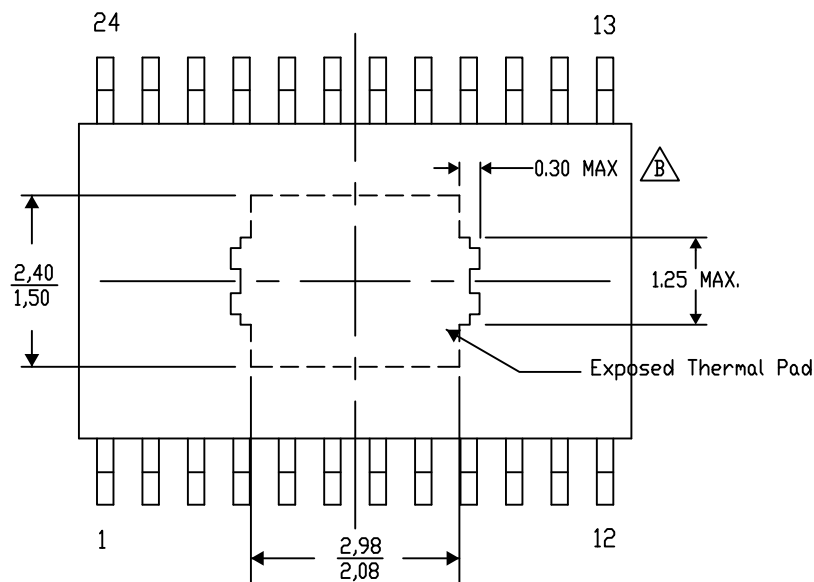 24
13
0.30 MAX
B
2,40
1,50
1.25 MAX.
Exposed Thermal Pad
1
12
2,98
2,08